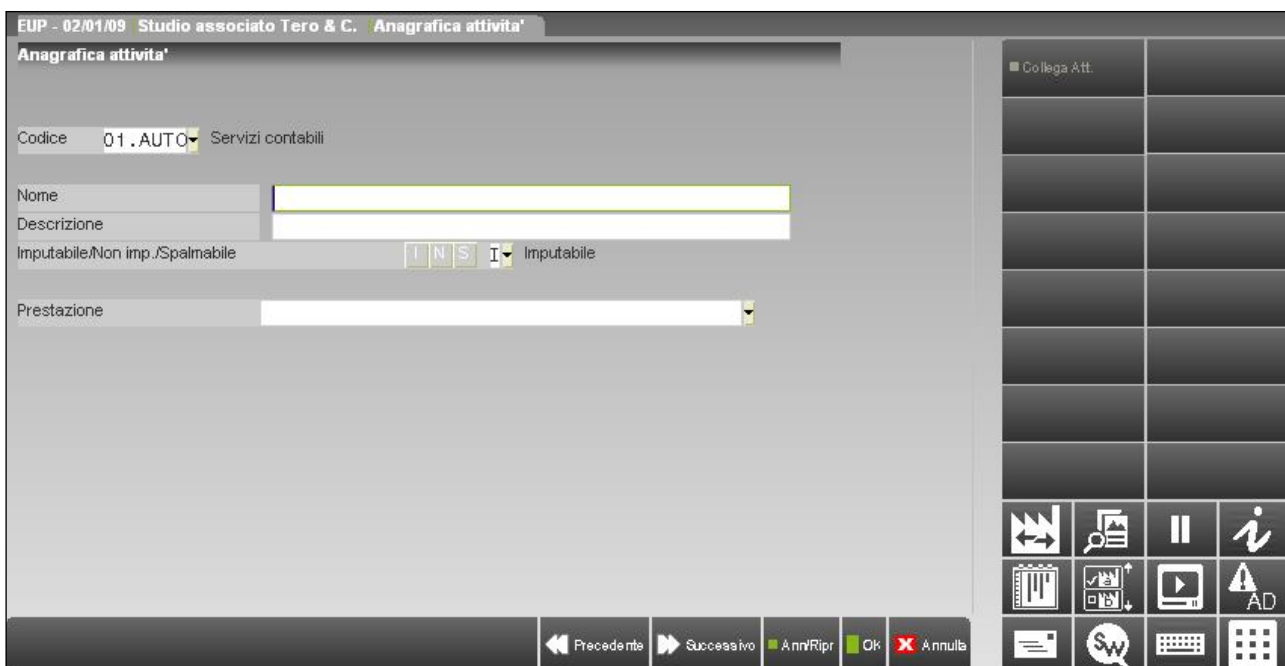 EUP - 02/01/09 Studio associato Tero & C. Anagrafica attivita'
Anagrafica attivita'
Collega Att.
Codice 01.AUTO Servizi contabili
Nome
Descrizione
Imputabile/Non imp./Spalmabile I N S I Imputabile
Prestazione
AD
Precedente Successivo Ann/Ripr Ok Annulla
SW